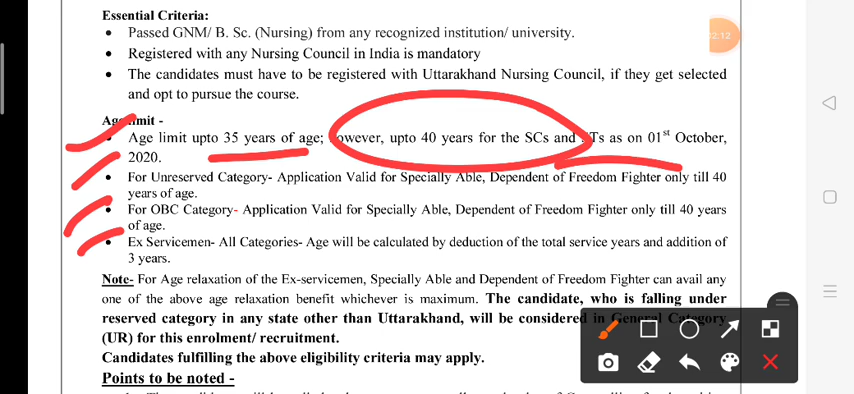 Essential Criteria:
• Passed GNM/ B. Sc. (Nursing) from any recognized institution/ university.
• Registered with any Nursing Council in India is mandatory
• The candidates must have to be registered with Uttarakhand Nursing Council, if they get selected
and opt to pursue the course.
Age limit -
• Age limit upto 35 years of age; however, upto 40 years for the SCs and STs as on 01st October,
2020.
• For Unreserved Category- Application Valid for Specially Able, Dependent of Freedom Fighter only till 40
years of age.
• For OBC Category- Application Valid for Specially Able, Dependent of Freedom Fighter only till 40 years
of age.
• Ex Servicemen- All Categories- Age will be calculated by deduction of the total service years and addition of
3 years.
Note- For Age relaxation of the Ex-servicemen, Specially Able and Dependent of Freedom Fighter can avail any
one of the above age relaxation benefit whichever is maximum. The candidate, who is falling under
reserved category in any state other than Uttarakhand, will be considered in General Category
(UR) for this enrolment/ recruitment.
Candidates fulfilling the above eligibility criteria may apply.
Points to be noted -